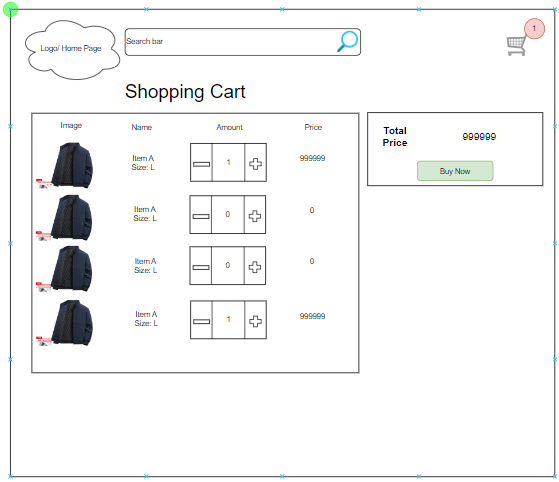 1
Logo/ Home Page
Search bar
Shopping Cart
Image
Name
Amount
Price
Item A
Size: L
1
999999
Item A
Size: L
0
0
Item A
Size: L
0
0
Item A
Size: L
1
999999
Total
Price
999999
Buy Now